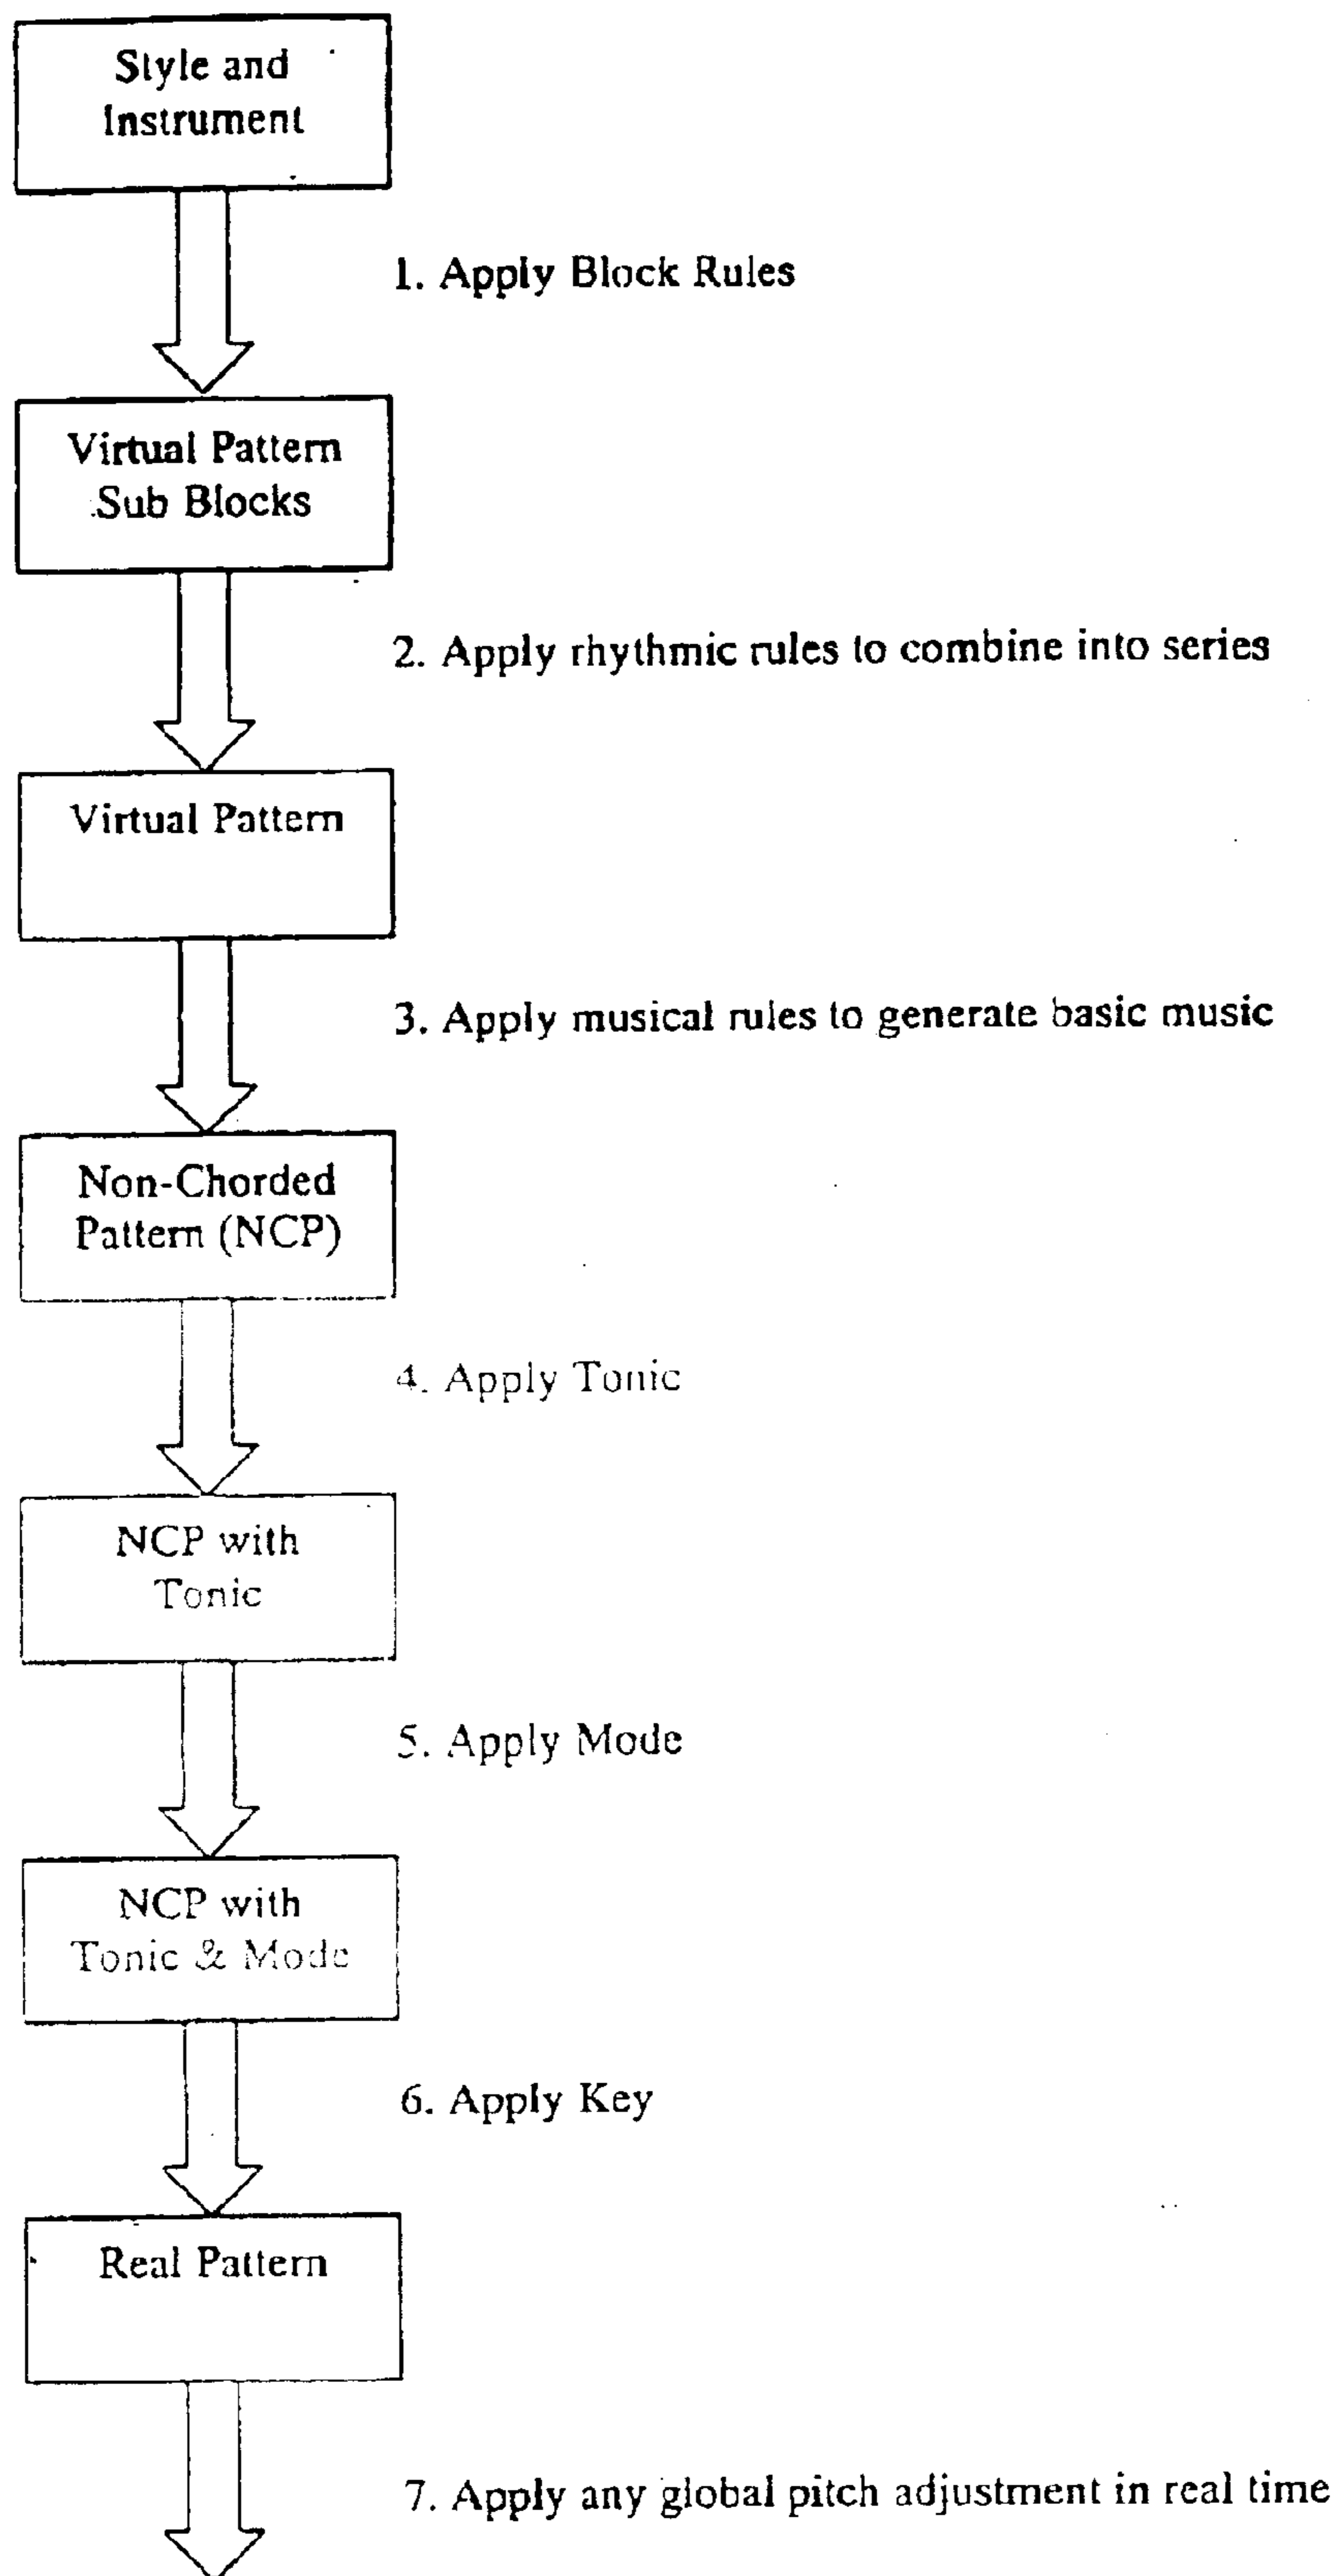 Style and
Instrument
1. Apply Block Rules
Virtual Pattern
Sub Blocks
2. Apply rhythmic rules to combine into series
Virtual Pattern
3. Apply musical rules to generate basic music
Non-Chorded
Pattern (NCP)
4. Apply Tonic
NCP with
Tonic
5. Apply Mode
NCP with
Tonic & Mode
6. Apply Key
Real Pattern
7. Apply any global pitch adjustment in real time